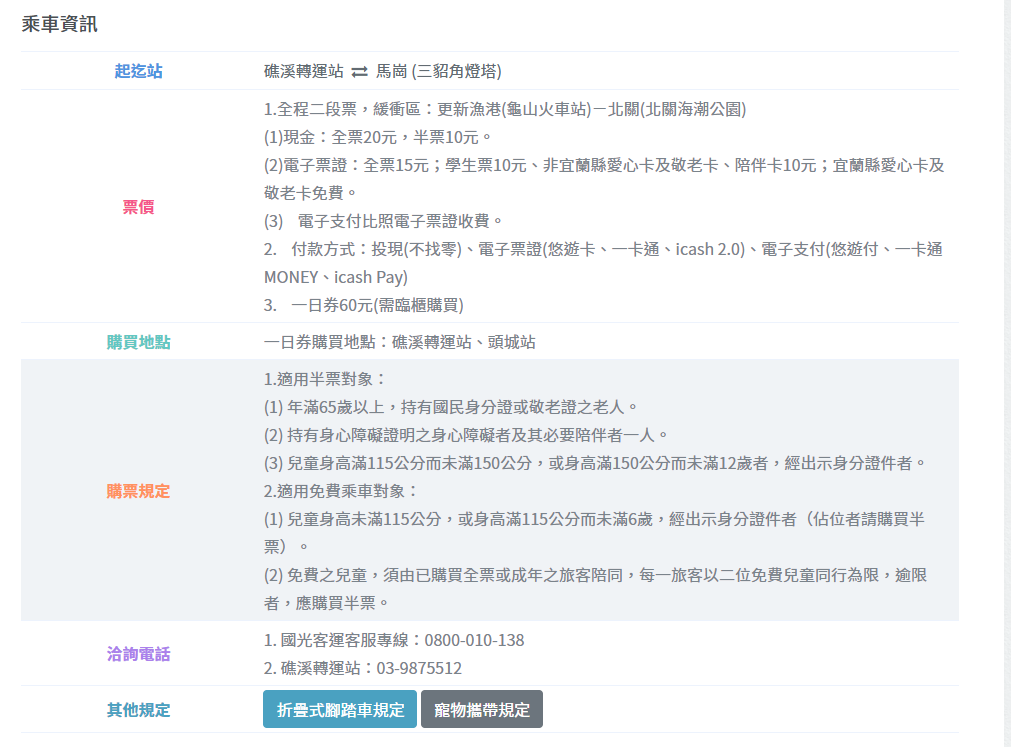 乘車資訊
起迄站
礁溪轉運站 ⇌ 馬崗 (三貂角燈塔)
票價
1.全程二段票，緩衝區：更新漁港(龜山火車站)－北關(北關海潮公園)
(1)現金：全票20元，半票10元。
(2)電子票證：全票15元；學生票10元、非宜蘭縣愛心卡及敬老卡、陪伴卡10元；宜蘭縣愛心卡及
敬老卡免費。
(3) 電子支付比照電子票證收費。
2. 付款方式：投現(不找零)、電子票證(悠遊卡、一卡通、icash 2.0)、電子支付(悠遊付、一卡通
MONEY、icash Pay)
3. 一日券60元(需臨櫃購買)
購買地點
一日券購買地點：礁溪轉運站、頭城站
購票規定
1.適用半票對象：
(1) 年滿65歲以上，持有國民身分證或敬老證之老人。
(2) 持有身心障礙證明之身心障礙者及其必要陪伴者一人。
(3) 兒童身高滿115公分而未滿150公分，或身高滿150公分而未滿12歲者，經出示身分證件者。
2.適用免費乘車對象：
(1) 兒童身高未滿115公分，或身高滿115公分而未滿6歲，經出示身分證件者（佔位者請購買半
票）。
(2) 免費之兒童，須由已購買全票或成年之旅客陪同，每一旅客以二位免費兒童同行為限，逾限
者，應購買半票。
洽詢電話
1. 國光客運客服專線：0800-010-138
2. 礁溪轉運站：03-9875512
其他規定
折疊式腳踏車規定 寵物攜帶規定